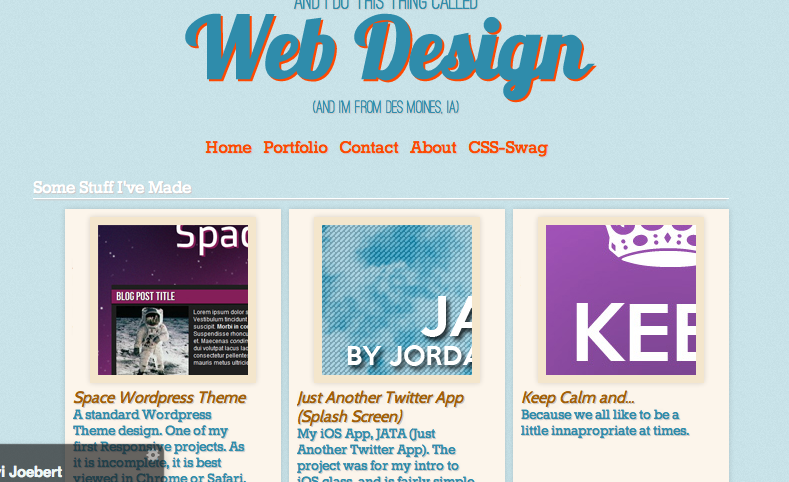 AND I DO THIS THING CALLED
Web Design
(AND I'M FROM DES MOINES, IA)
Home Portfolio Contact About CSS-Swag
Some Stuff I've Made
Spac
BLOG POST TITLE
Lorem ipsum dolor s
Vestibulum tincidunt
suscipit. Morbi in co
Suspendisse rhoncu
et. Maecenas condim
dui volutpat lacus lac
consectetur pellentes
mauris metus ultricie
Space Wordpress Theme
A standard Wordpress
Theme design. One of my
first Responsive projects. As
it is incomplete, it is best
viewed in Chrome or Safari.
JA
BY JORDA
Just Another Twitter App
(Splash Screen)
My iOS App, JATA (Just
Another Twitter App). The
project was for my intro to
iOS class, and is fairly simple
KEE
Keep Calm and...
Because we all like to be a
little innapropriate at times.
i Joebert